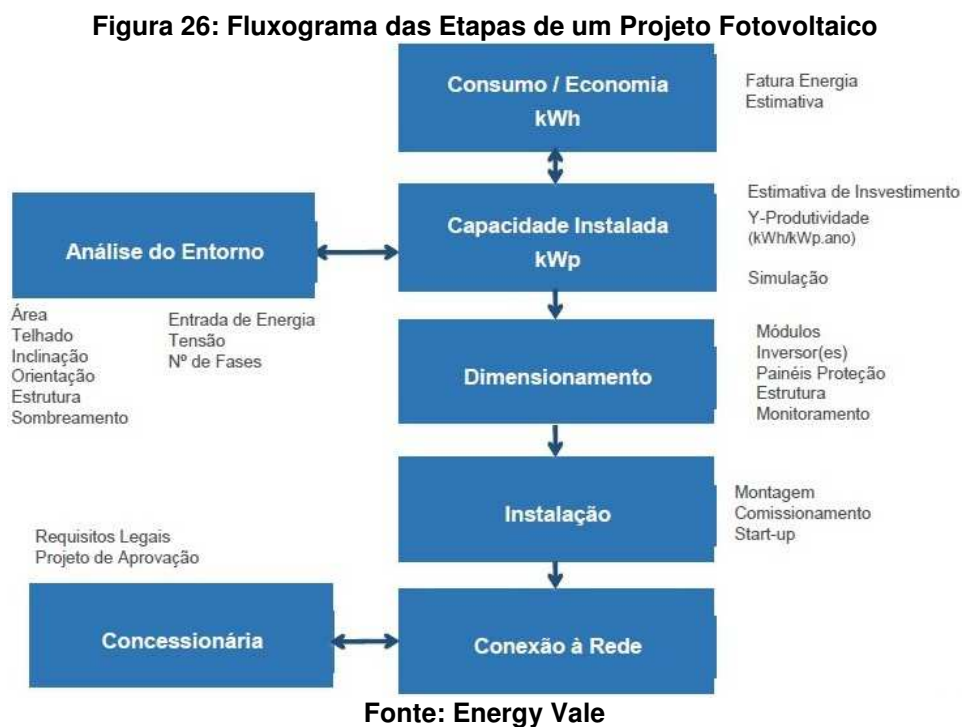 Figura 26: Fluxograma das Etapas de um Projeto Fotovoltaico
Consumo / Economia
kWh
Fatura Energia
Estimativa
Análise do Entorno
Capacidade Instalada
kWp
Estimativa de Insvestimento
Y-Produtividade
(kWh/kWp.ano)
Simulação
Área
Telhado
Inclinação
Orientação
Estrutura
Sombreamento
Entrada de Energia
Tensão
Nº de Fases
Dimensionamento
Módulos
Inversor(es)
Painéis Proteção
Estrutura
Monitoramento
Instalação
Montagem
Comissionamento
Start-up
Requisitos Legais
Projeto de Aprovação
Concessionária
Conexão à Rede
Fonte: Energy Vale